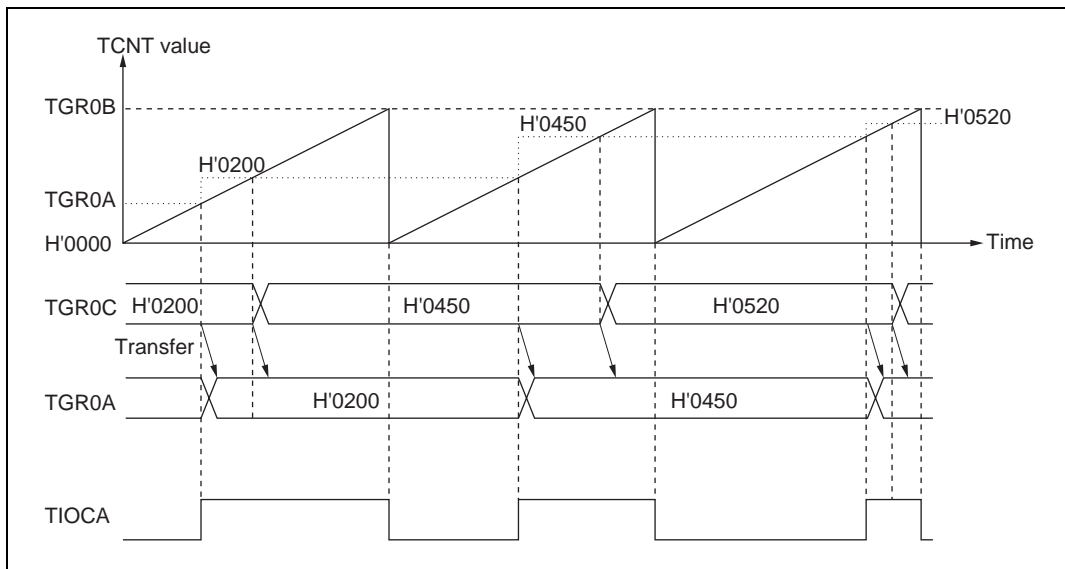 TCNT value
TGR0B
H'0520
H'0450
H'0200
TGR0A
H'0000
Time
TGR0C
H'0200
H'0450
H'0520
Transfer
TGR0A
H'0200
H'0450
TIOCA